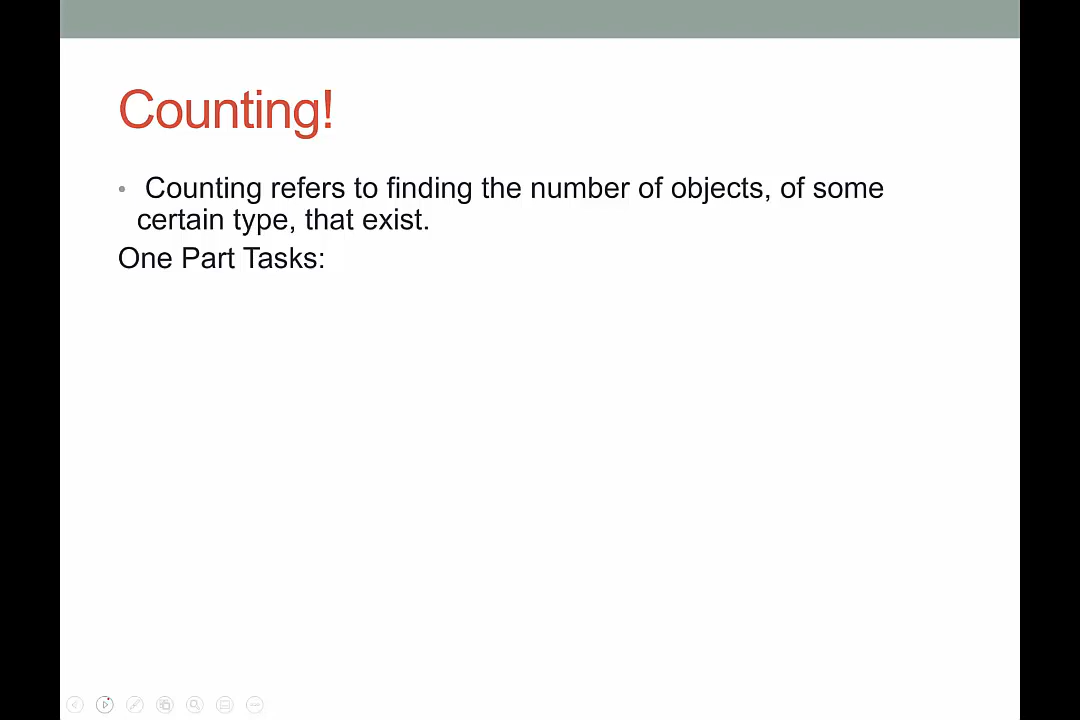 Counting!
• Counting refers to finding the number of objects, of some
certain type, that exist.
One Part Tasks: